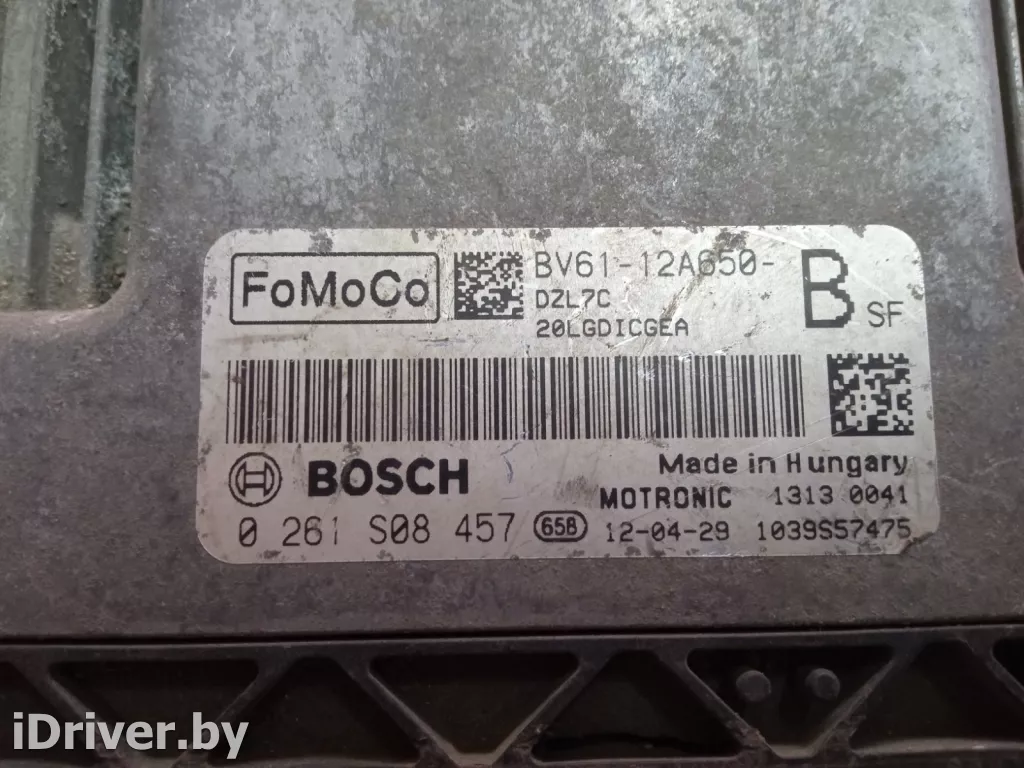 FoMoCo
BV61-12A650-
B SF
DZL7C
20LGDICGEA
BOSCH
Made in Hungary
MOTRONIC 1313 0041
0 261 S08 457 65B 12-04-29 1039S57475
iDriver.by